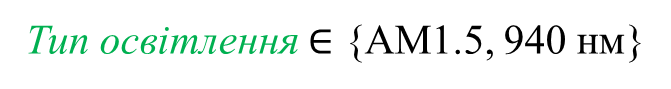 Тип освітлення ∈ {AM1.5, 940 нм}